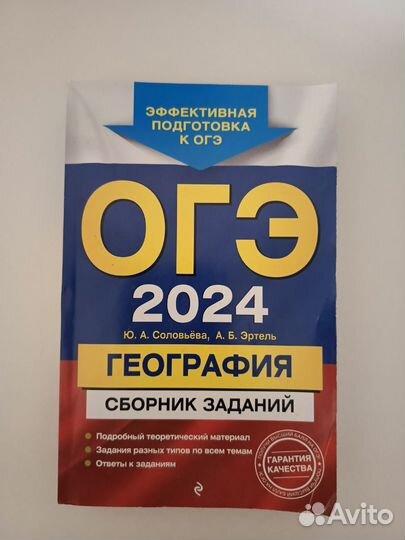 ЭФФЕКТИВНАЯ
ПОДГОТОВКА
К ОГЭ
ОГЭ
2024
Ю. А. Соловьёва, А. Б. Эртель
ГЕОГРАФИЯ
СБОРНИК ЗАДАНИЙ
• Подробный теоретический материал
• Задания разных типов по всем темам
• Ответы к заданиям
ГАРАНТИЯ
КАЧЕСТВА
Avito